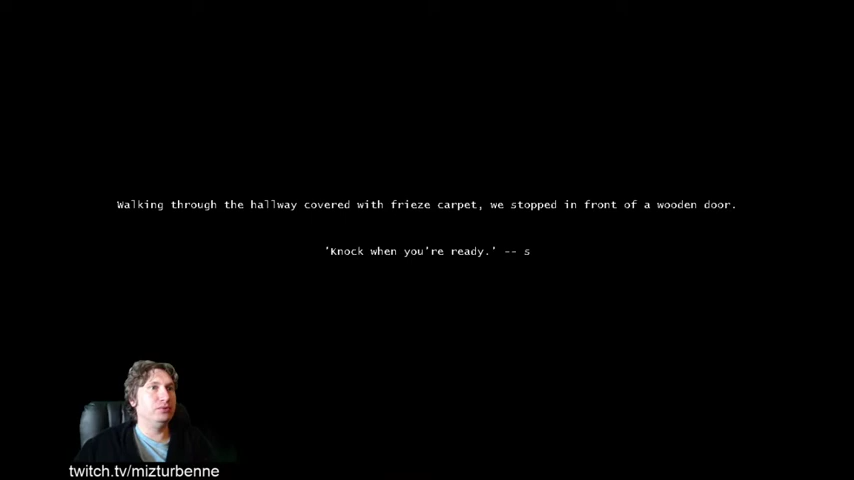 Walking through the hallway covered with frieze carpet, we stopped in front of a wooden door.
'Knock when you're ready.' -- s
twitch.tv/mizturbenne